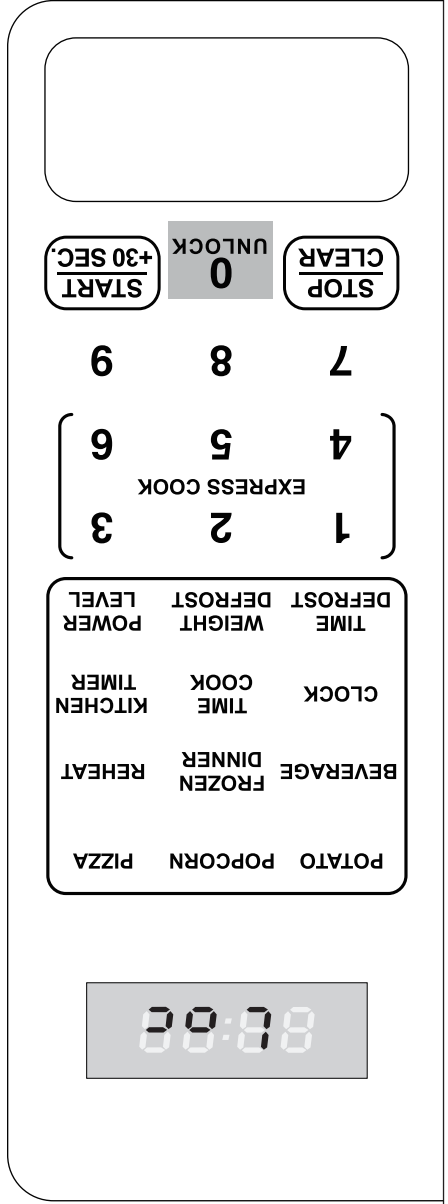 Loc
POTATO
POPCORN
PIZZA
BEVERAGE
FROZEN
DINNER
REHEAT
CLOCK
TIME
COOK
KITCHEN
TIMER
TIME
DEFROST
WEIGHT
DEFROST
POWER
LEVEL
1 2 3
EXPRESS COOK
4 5 6
7 8 9
STOP
CLEAR
0
UNLOCK
START
+30 SEC.